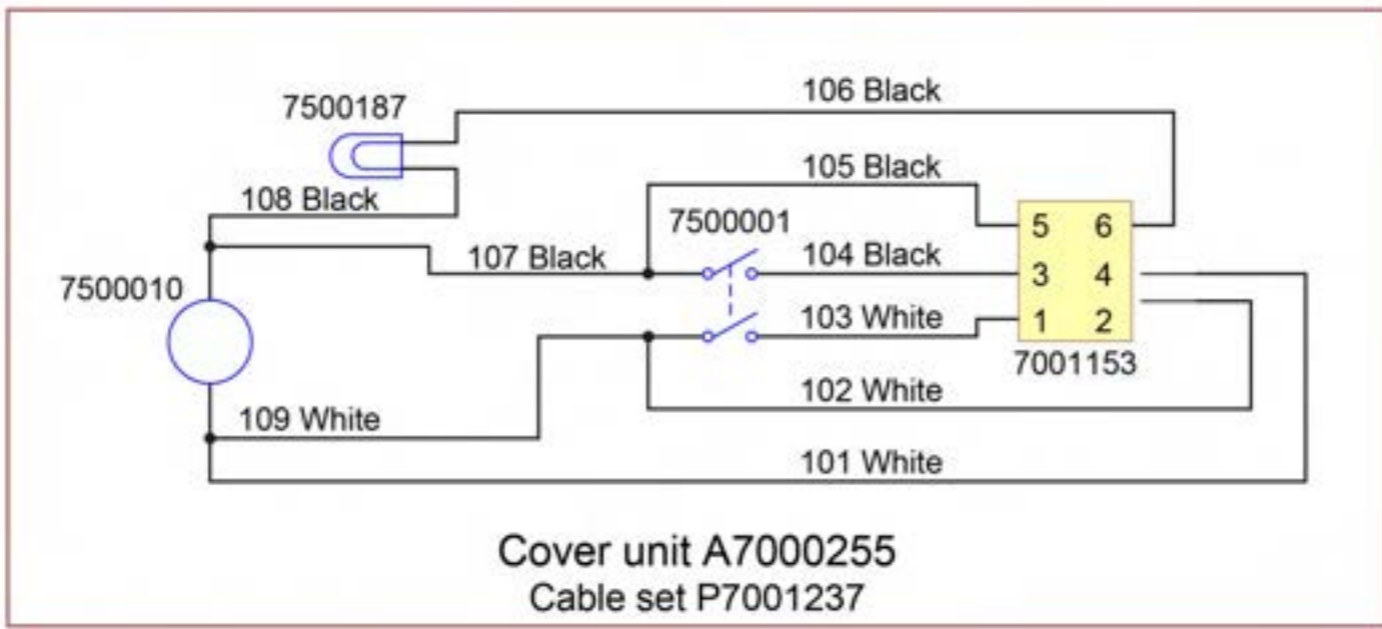 106 Black
7500187
105 Black
108 Black
7500001
5 6
107 Black
104 Black
3 4
7500010
103 White
1 2
7001153
102 White
109 White
101 White
Cover unit A7000255
Cable set P7001237